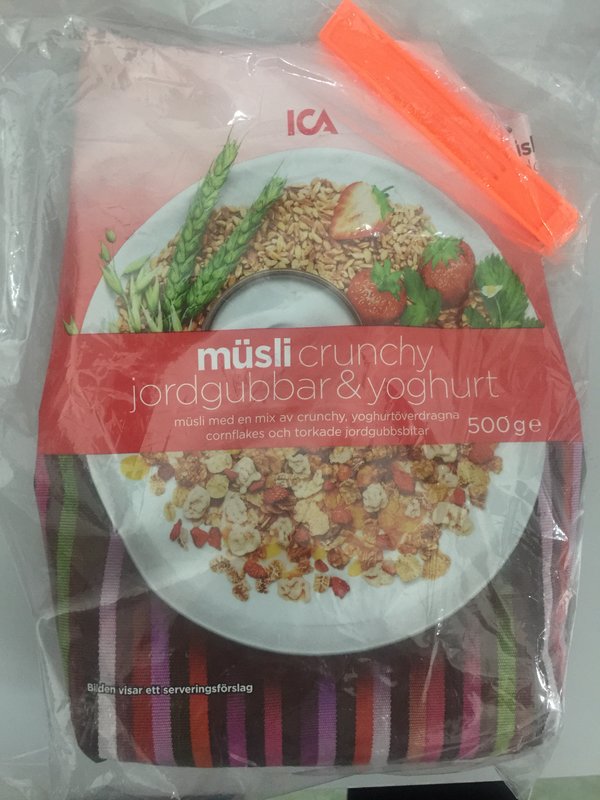 ICA
müsli crunchy
jordgubbar & yoghurt
müsli med en mix av crunchy, yoghurtöverdragna
cornflakes och torkade jordgubbsbitar
500g e
Bilden visar ett serveringsförslag